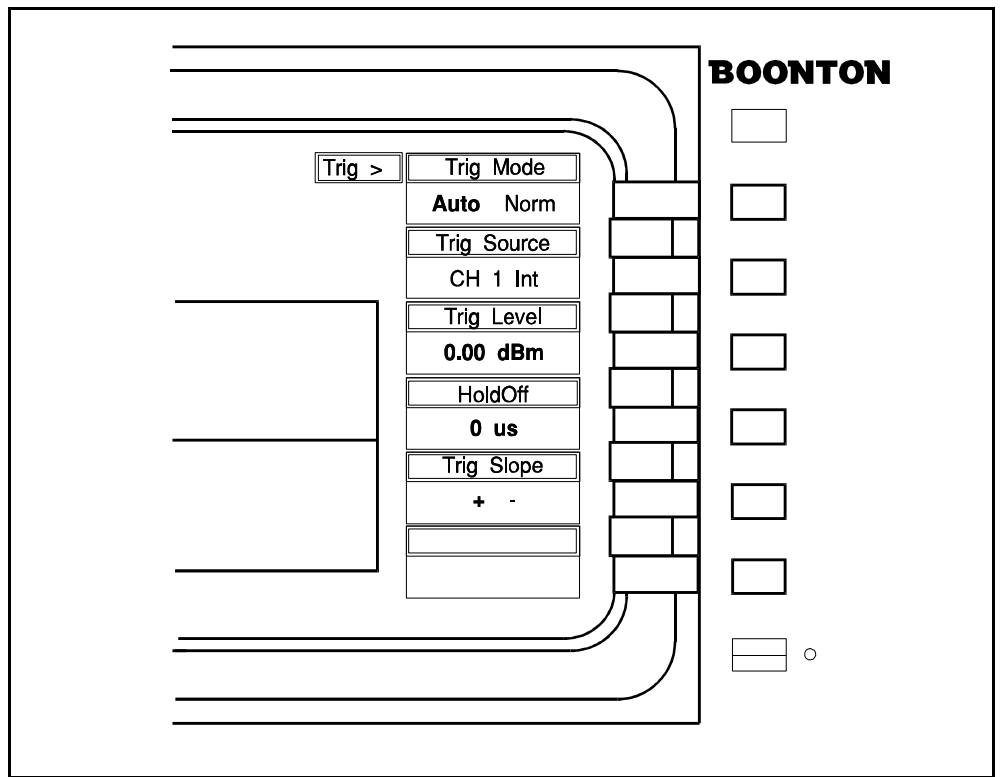 BOONTON
Trig > Trig Mode
Auto Norm
Trig Source
CH 1 Int
Trig Level
0.00 dBm
HoldOff
0 us
Trig Slope
+ -